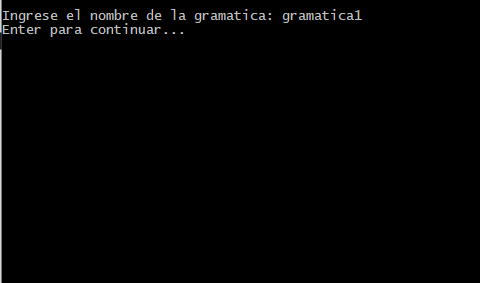 Ingrese el nombre de la gramatica: gramatica1
Enter para continuar...